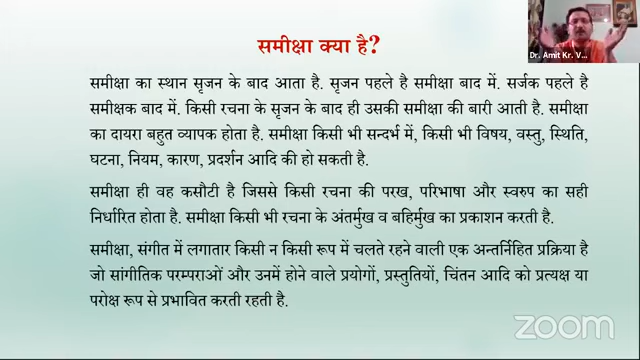 समीक्षा क्या है?
Dr. Amit Kr. V...
समीक्षा का स्थान सृजन के बाद आता है. सृजन पहले है समीक्षा बाद में. सर्जक पहले है
समीक्षक बाद में. किसी रचना के सृजन के बाद ही उसकी समीक्षा की बारी आती है. समीक्षा
का दायरा बहुत व्यापक होता है. समीक्षा किसी भी सन्दर्भ में, किसी भी विषय, वस्तु, स्थिति,
घटना, नियम, कारण, प्रदर्शन आदि की हो सकती है.
समीक्षा ही वह कसौटी है जिससे किसी रचना की परख, परिभाषा और स्वरुप का सही
निर्धारित होता है. समीक्षा किसी भी रचना के अंतर्मुख व बहिर्मुख का प्रकाशन करती है.
समीक्षा, संगीत में लगातार किसी न किसी रूप में चलते रहने वाली एक अन्तर्निहित प्रक्रिया है
जो सांगीतिक परम्पराओं और उनमें होने वाले प्रयोगों, प्रस्तुतियों, चिंतन आदि को प्रत्यक्ष या
परोक्ष रूप से प्रभावित करती रहती है.
zoom